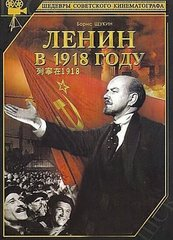 ШЕДЕВРЫ СОВЕТСКОГО КИНЕМАТОГРАФА
Борис ЩУКИН
ЛЕНИН
В 1918 ГОДУ
列宁在1918